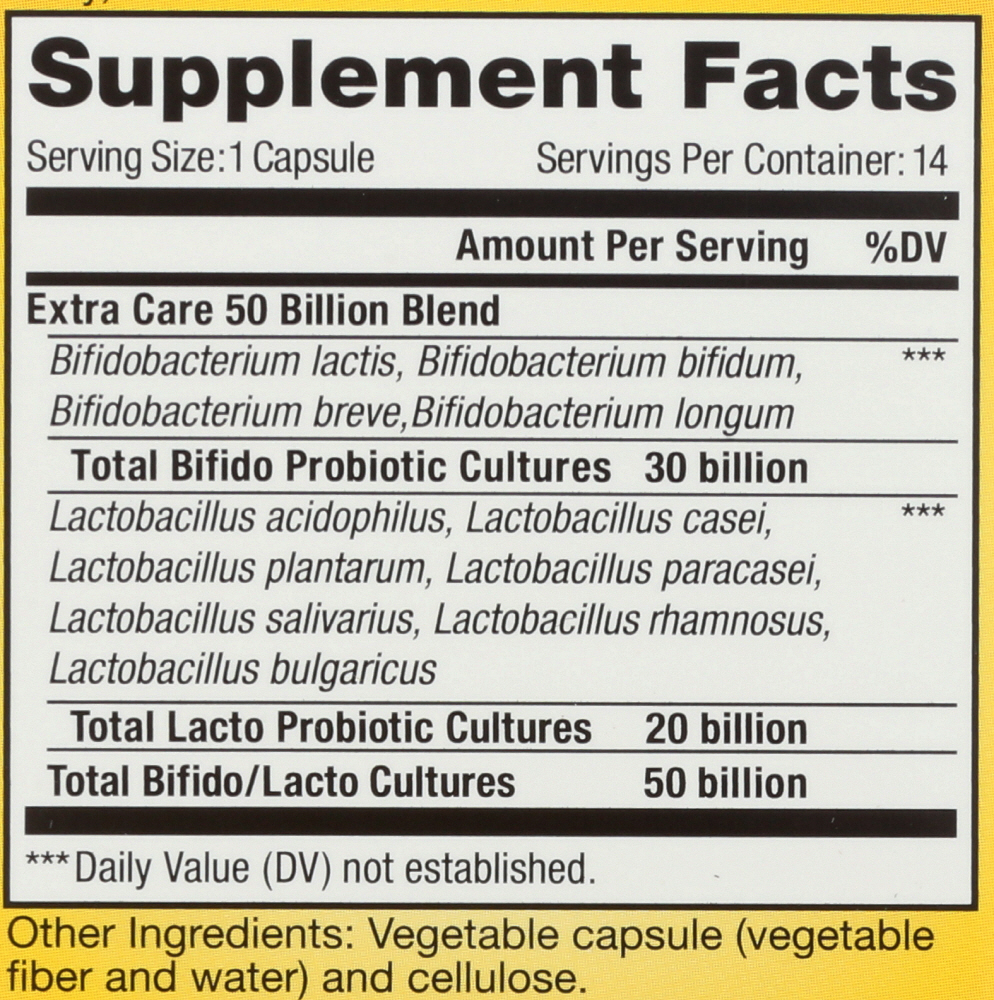 Supplement Facts
Serving Size:1 Capsule Servings Per Container: 14
Amount Per Serving %DV
Extra Care 50 Billion Blend
Bifidobacterium lactis, Bifidobacterium bifidum, ***
Bifidobacterium breve,Bifidobacterium longum
Total Bifido Probiotic Cultures 30 billion
Lactobacillus acidophilus, Lactobacillus casei, ***
Lactobacillus plantarum, Lactobacillus paracasei,
Lactobacillus salivarius, Lactobacillus rhamnosus,
Lactobacillus bulgaricus
Total Lacto Probiotic Cultures 20 billion
Total Bifido/Lacto Cultures 50 billion
***Daily Value (DV) not established.
Other Ingredients: Vegetable capsule (vegetable
fiber and water) and cellulose.